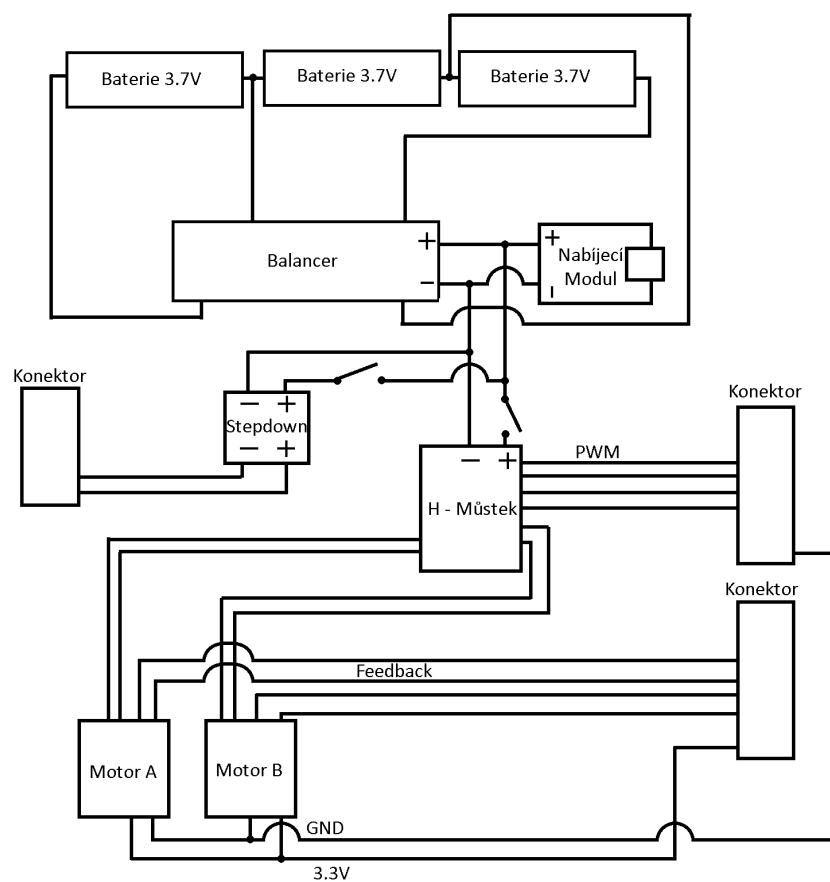 Baterie 3.7V
Baterie 3.7V
Baterie 3.7V
Balancer
+
−
+
−
Nabíjecí
Modul
Konektor
− +
Stepdown
− +
Konektor
− +
PWM
H - Můstek
Konektor
Feedback
Motor A
Motor B
GND
3.3V